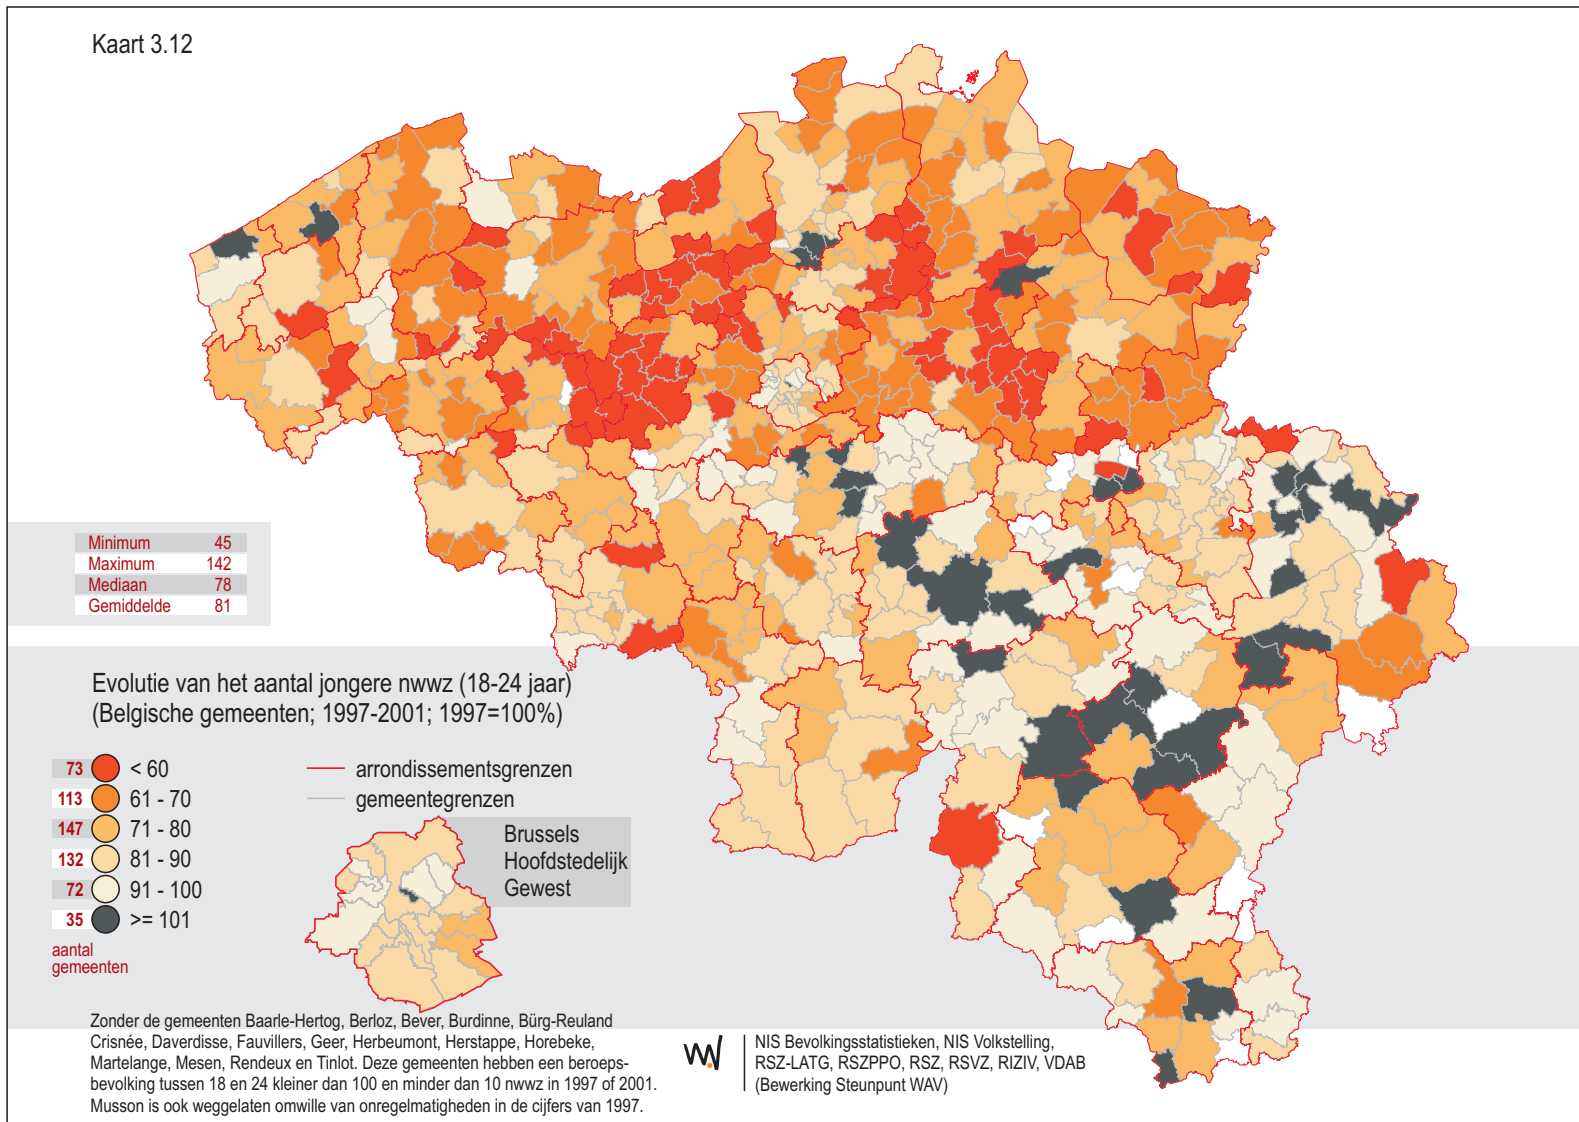 Kaart 3.12
Minimum 45
Maximum 142
Mediaan 78
Gemiddelde 81
Evolutie van het aantal jongere nwwz (18-24 jaar)
(Belgische gemeenten; 1997-2001; 1997=100%)
73 < 60
113 61 - 70
147 71 - 80
132 81 - 90
72 91 - 100
35 >= 101
aantal
gemeenten
arrondissementsgrenzen
gemeentegrenzen
Brussels
Hoofdstedelijk
Gewest
Zonder de gemeenten Baarle-Hertog, Berloz, Bever, Burdinne, Bürg-Reuland
Crisnée, Daverdisse, Fauvillers, Geer, Herbeumont, Herstappe, Horebeke,
Martelange, Mesen, Rendeux en Tinlot. Deze gemeenten hebben een beroeps-
bevolking tussen 18 en 24 kleiner dan 100 en minder dan 10 nwwz in 1997 of 2001.
Musson is ook weggelaten omwille van onregelmatigheden in de cijfers van 1997.
NIS Bevolkingsstatistieken, NIS Volkstelling,
RSZ-LATG, RSZPPO, RSZ, RSVZ, RIZIV, VDAB
(Bewerking Steunpunt WAV)